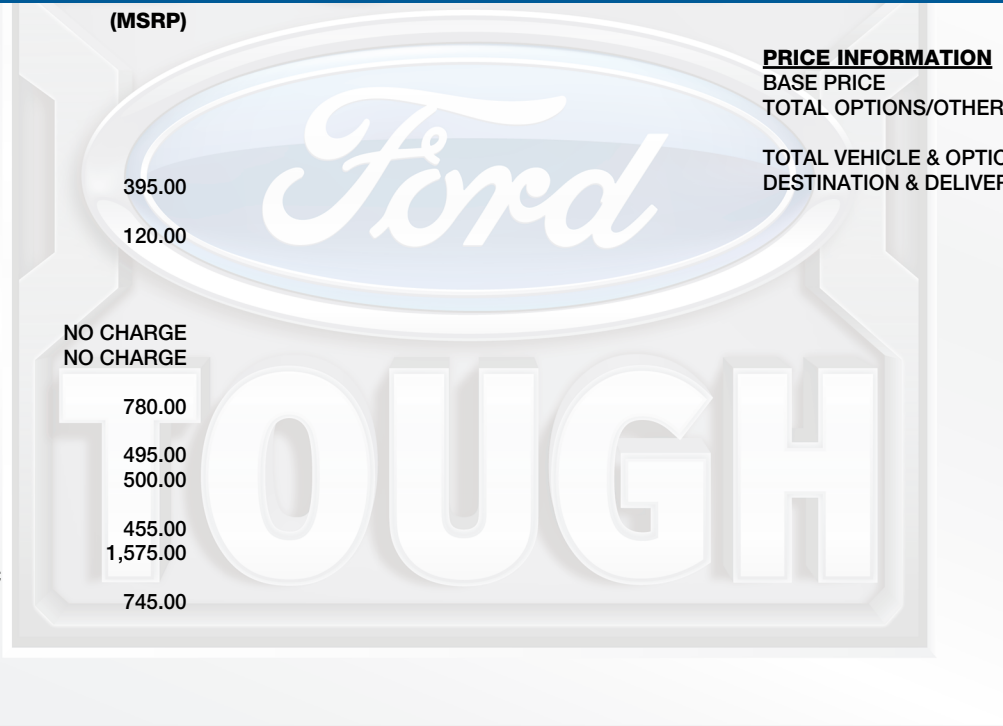 (MSRP)
395.00
120.00
NO CHARGE
NO CHARGE
780.00
495.00
500.00
455.00
1,575.00
745.00
PRICE INFORMATION
BASE PRICE
TOTAL OPTIONS/OTHER
TOTAL VEHICLE & OPTIO
DESTINATION & DELIVER
Ford
TOUGH